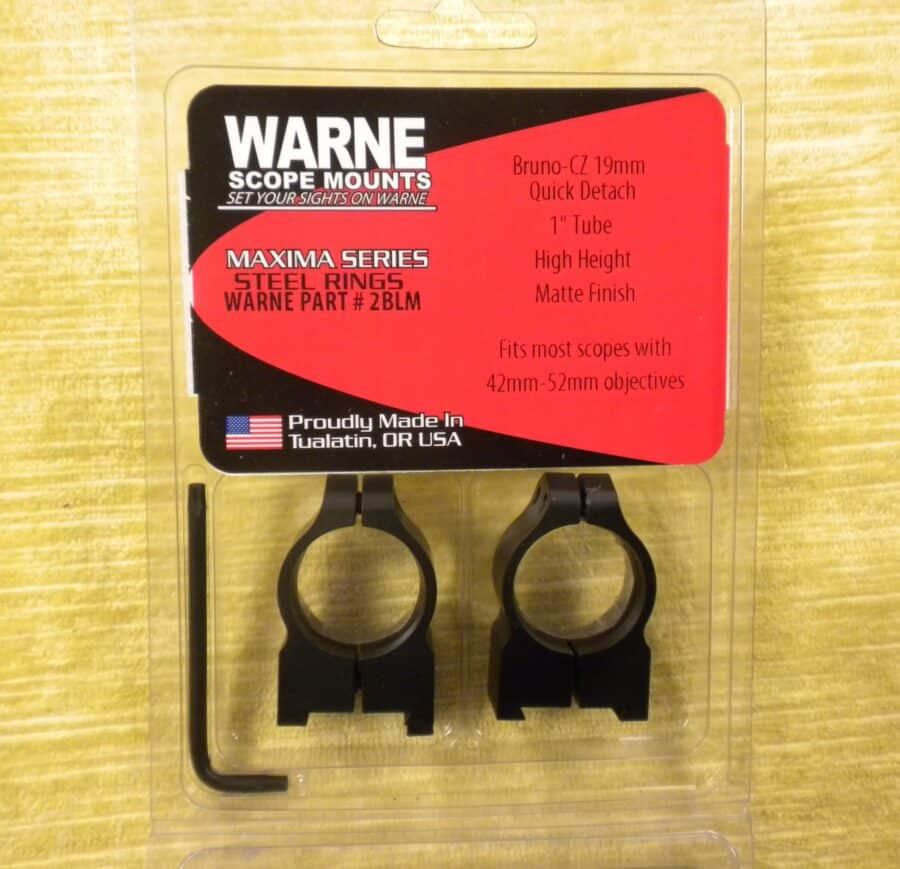 WARNE
SCOPE MOUNTS
SET YOUR SIGHTS ON WARNE
MAXIMA SERIES
STEEL RINGS
WARNE PART # 2BLM
Bruno-CZ 19mm
Quick Detach
1" Tube
High Height
Matte Finish
Fits most scopes with
42mm-52mm objectives
Proudly Made In
Tualatin, OR USA